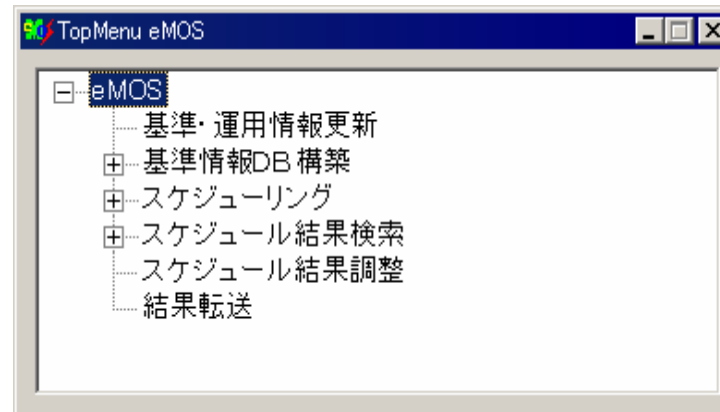 TopMenu eMOS
eMOS
基準・運用情報更新
基準情報DB構築
スケジューリング
スケジュール結果検索
スケジュール結果調整
結果転送